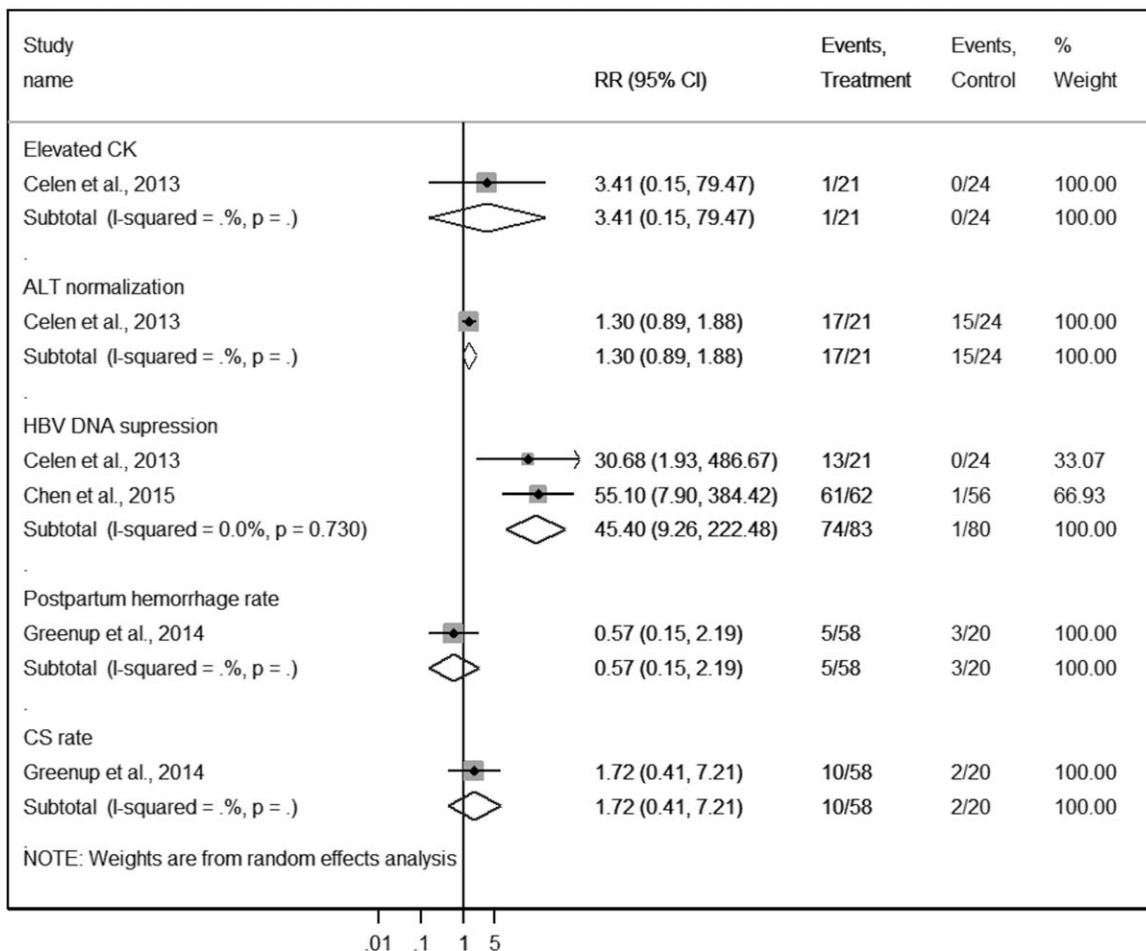 Study Events, Events, %
name RR (95% CI) Treatment Control Weight
Elevated CK
Celen et al., 2013 3.41 (0.15, 79.47) 1/21 0/24 100.00
Subtotal (I-squared = .%, p = .) 3.41 (0.15, 79.47) 1/21 0/24 100.00
.
ALT normalization
Celen et al., 2013 1.30 (0.89, 1.88) 17/21 15/24 100.00
Subtotal (I-squared = .%, p = .) 1.30 (0.89, 1.88) 17/21 15/24 100.00
.
HBV DNA supression
Celen et al., 2013 30.68 (1.93, 486.67) 13/21 0/24 33.07
Chen et al., 2015 55.10 (7.90, 384.42) 61/62 1/56 66.93
Subtotal (I-squared = 0.0%, p = 0.730) 45.40 (9.26, 222.48) 74/83 1/80 100.00
.
Postpartum hemorrhage rate
Greenup et al., 2014 0.57 (0.15, 2.19) 5/58 3/20 100.00
Subtotal (I-squared = .%, p = .) 0.57 (0.15, 2.19) 5/58 3/20 100.00
.
CS rate
Greenup et al., 2014 1.72 (0.41, 7.21) 10/58 2/20 100.00
Subtotal (I-squared = .%, p = .) 1.72 (0.41, 7.21) 10/58 2/20 100.00
.
NOTE: Weights are from random effects analysis
.01 .1 1 5